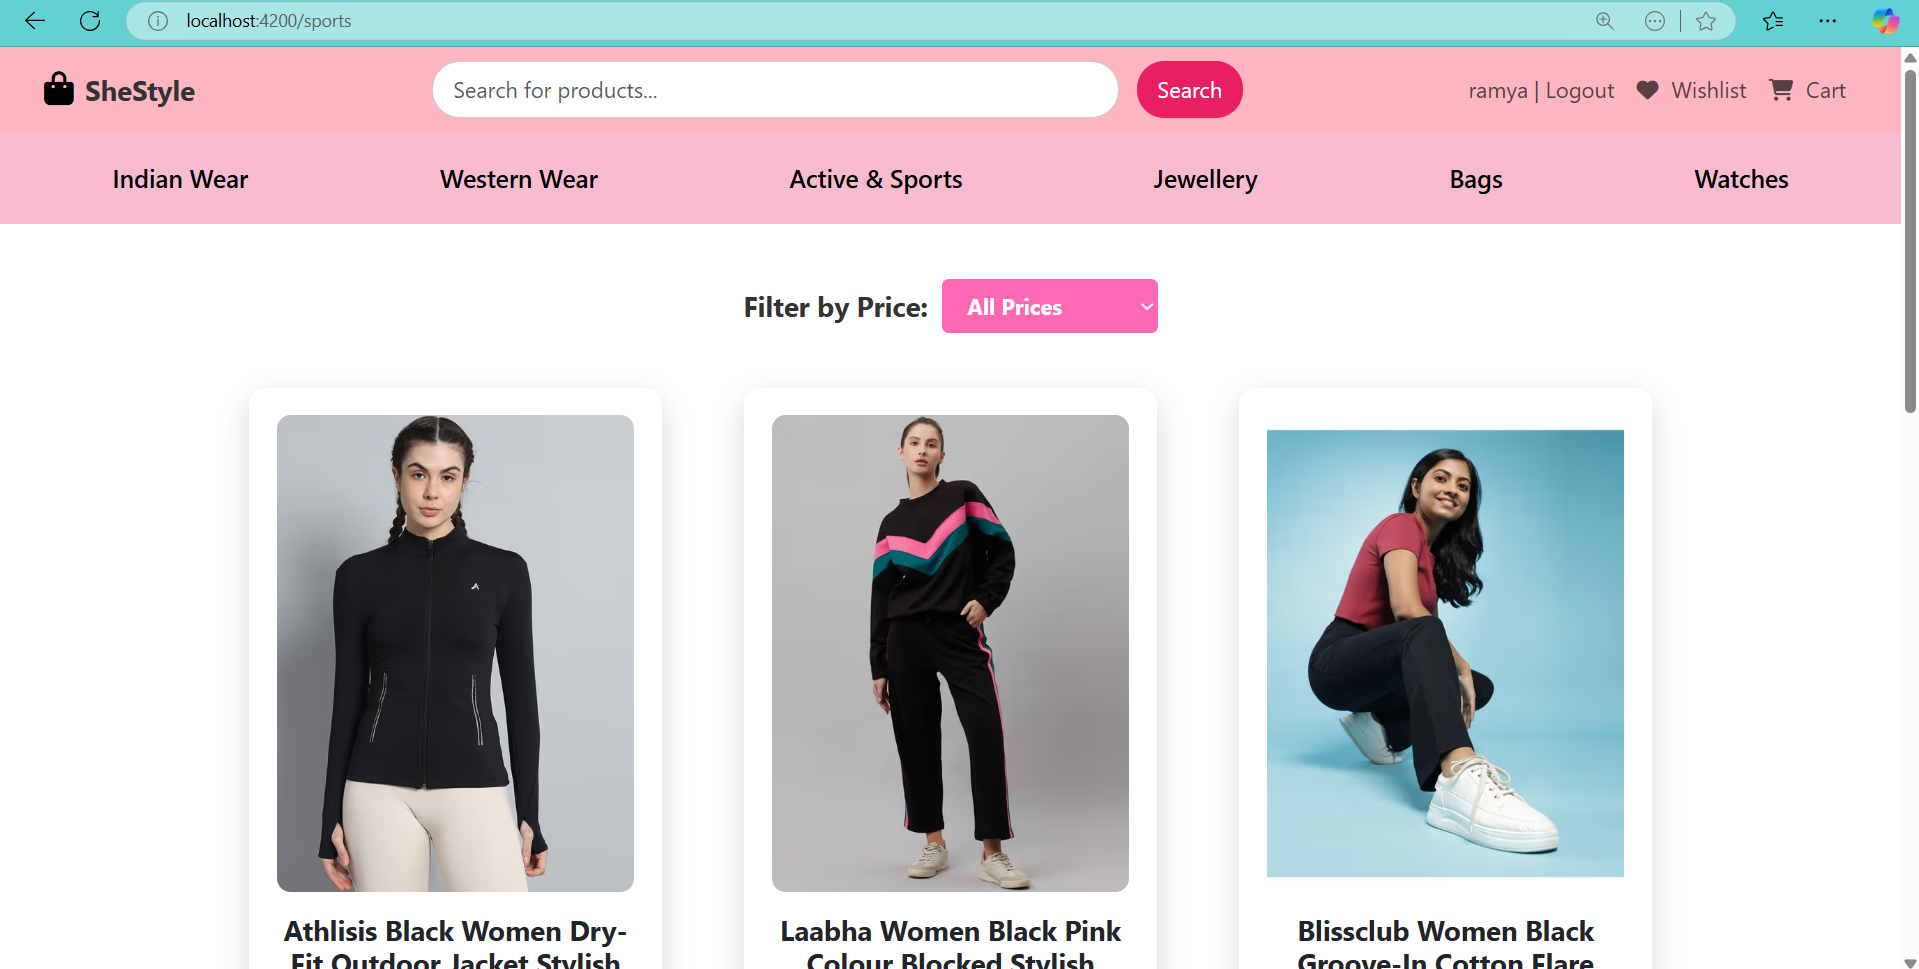 localhost:4200/sports
SheStyle
Search for products...
Search
ramya | Logout
Wishlist
Cart
Indian Wear
Western Wear
Active & Sports
Jewellery
Bags
Watches
Filter by Price:
All Prices
Athlisis Black Women Dry-
Fit Outdoor Jacket Stylish
Laabha Women Black Pink
Colour Blocked Stylish
Blissclub Women Black
Groove-In Cotton Flare